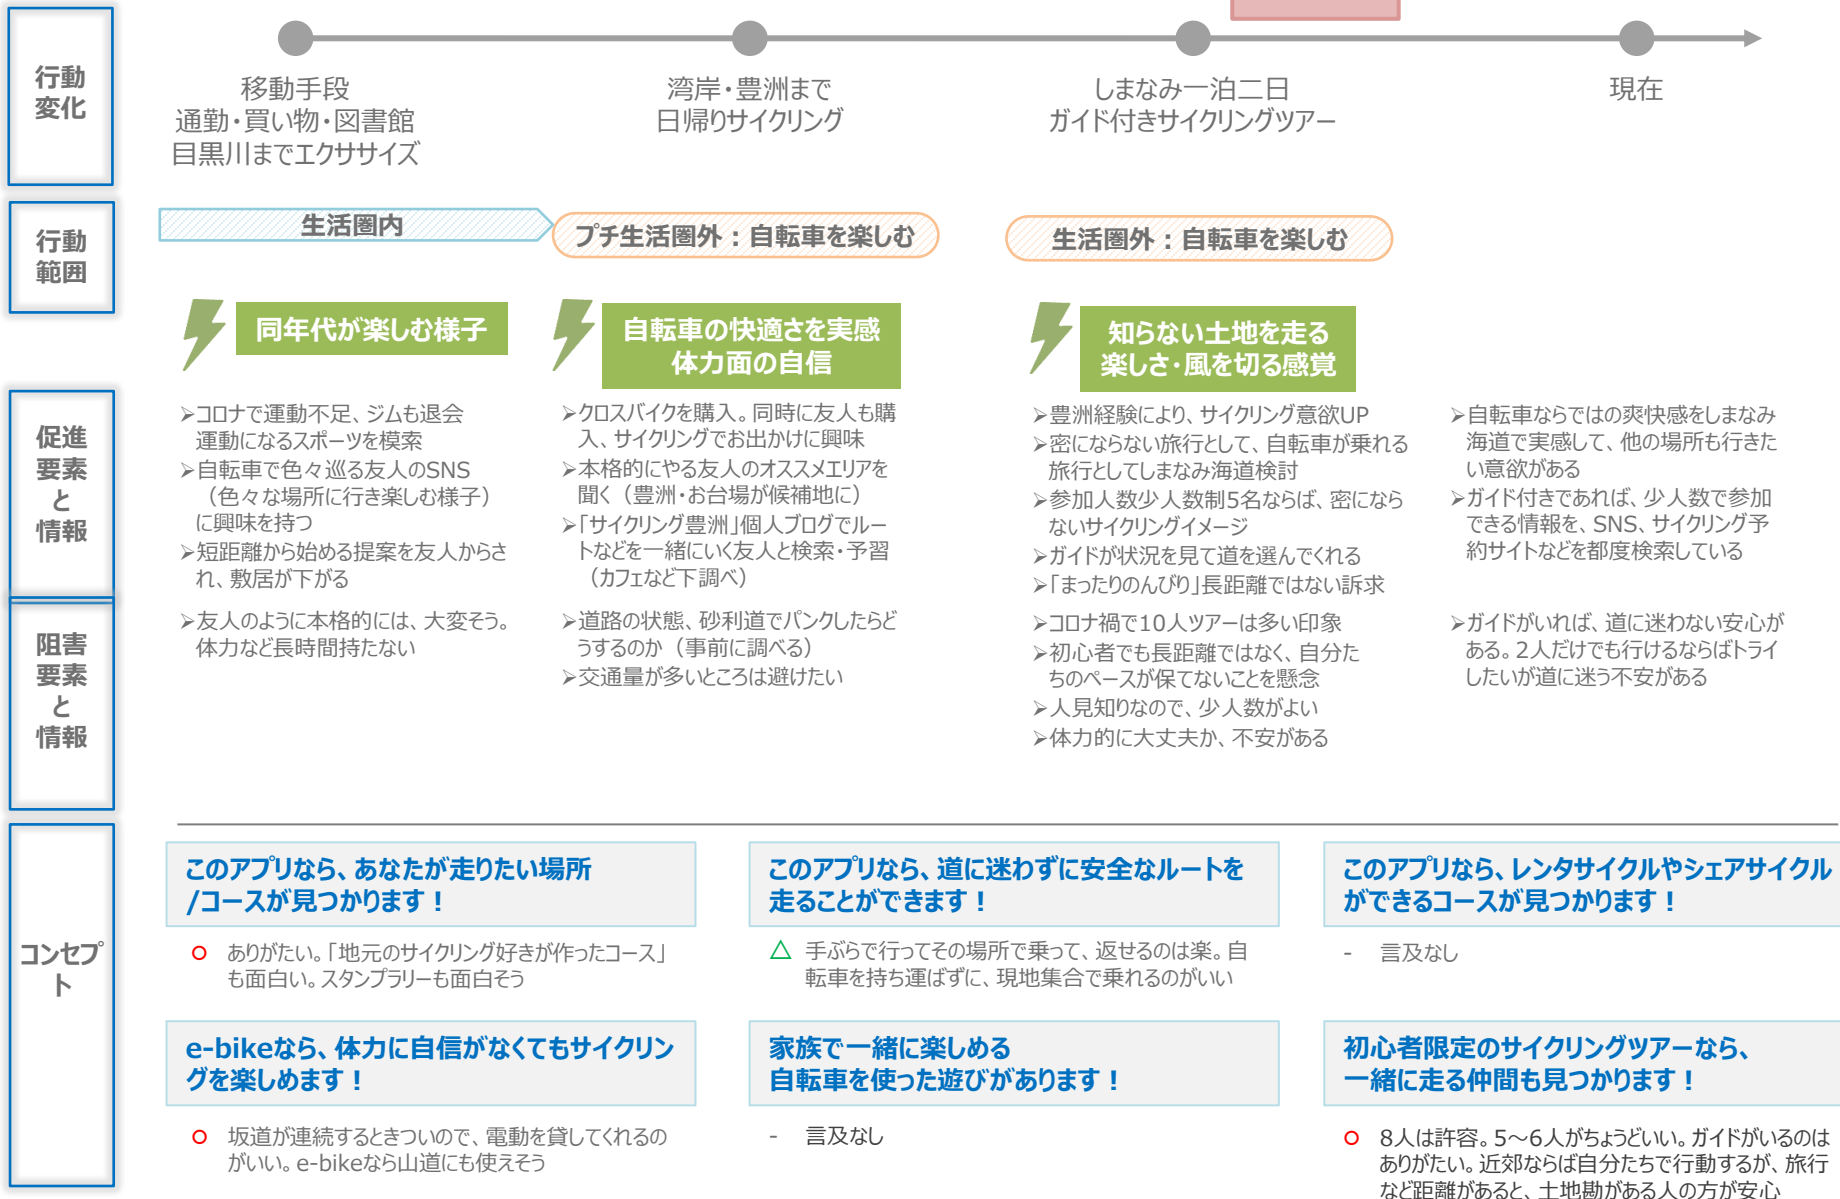 行動
変化
移動手段
通勤・買い物・図書館
目黒川までエクササイズ
湾岸・豊洲まで
日帰りサイクリング
しまなみ一泊二日
ガイド付きサイクリングツアー
現在
行動
範囲
生活圏内
プチ生活圏外：自転車を楽しむ
生活圏外：自転車を楽しむ
同年代が楽しむ様子
自転車の快適さを実感
体力面の自信
知らない土地を走る
楽しさ・風を切る感覚
促進
要素
と
情報
➢コロナで運動不足、ジムも退会
運動になるスポーツを模索
➢自転車で色々巡る友人のSNS
（色々な場所に行き楽しむ様子）
に興味を持つ
➢短距離から始める提案を友人からさ
れ、敷居が下がる
➢クロスバイクを購入。同時に友人も購
入、サイクリングでお出かけに興味
➢本格的にやる友人のオススメエリアを
聞く（豊洲・お台場が候補地に）
➢「サイクリング豊洲」個人ブログでルー
トなどを一緒にいく友人と検索・予習
（カフェなど下調べ）
➢豊洲経験により、サイクリング意欲UP
➢密にならない旅行として、自転車が乗れる
旅行としてしまなみ海道検討
➢参加人数少人数制5名ならば、密になら
ないサイクリングイメージ
➢ガイドが状況を見て道を選んでくれる
➢「まったりのんびり」長距離ではない訴求
➢自転車ならではの爽快感をしまなみ
海道で実感して、他の場所も行きた
い意欲がある
➢ガイド付きであれば、少人数で参加
できる情報を、SNS、サイクリング予
約サイトなどを都度検索している
阻害
要素
と
情報
➢友人のように本格的には、大変そう。
体力など長時間持たない
➢道路の状態、砂利道でパンクしたらど
うするのか（事前に調べる）
➢交通量が多いところは避けたい
➢コロナ禍で10人ツアーは多い印象
➢初心者でも長距離ではなく、自分た
ちのペースが保てないことを懸念
➢人見知りなので、少人数がよい
➢体力的に大丈夫か、不安がある
➢ガイドがいれば、道に迷わない安心が
ある。2人だけでも行けるならばトライ
したいが道に迷う不安がある
コンセプ
ト
このアプリなら、あなたが走りたい場所
/コースが見つかります！
○ ありがたい。「地元のサイクリング好きが作ったコース」
も面白い。スタンプラリーも面白そう
このアプリなら、道に迷わずに安全なルートを
走ることができます！
△ 手ぶらで行ってその場所で乗って、返せるのは楽。自
転車を持ち運ばずに、現地集合で乗れるのがいい
このアプリなら、レンタサイクルやシェアサイクル
ができるコースが見つかります！
- 言及なし
e-bikeなら、体力に自信がなくてもサイクリン
グを楽しめます！
○ 坂道が連続するときついので、電動を貸してくれるの
がいい。e-bikeなら山道にも使えそう
家族で一緒に楽しめる
自転車を使った遊びがあります！
- 言及なし
初心者限定のサイクリングツアーなら、
一緒に走る仲間も見つかります！
○ 8人は許容。5～6人がちょうどいい。ガイドがいるのは
ありがたい。近郊ならば自分たちで行動するが、旅行
など距離があると、土地勘がある人の方が安心